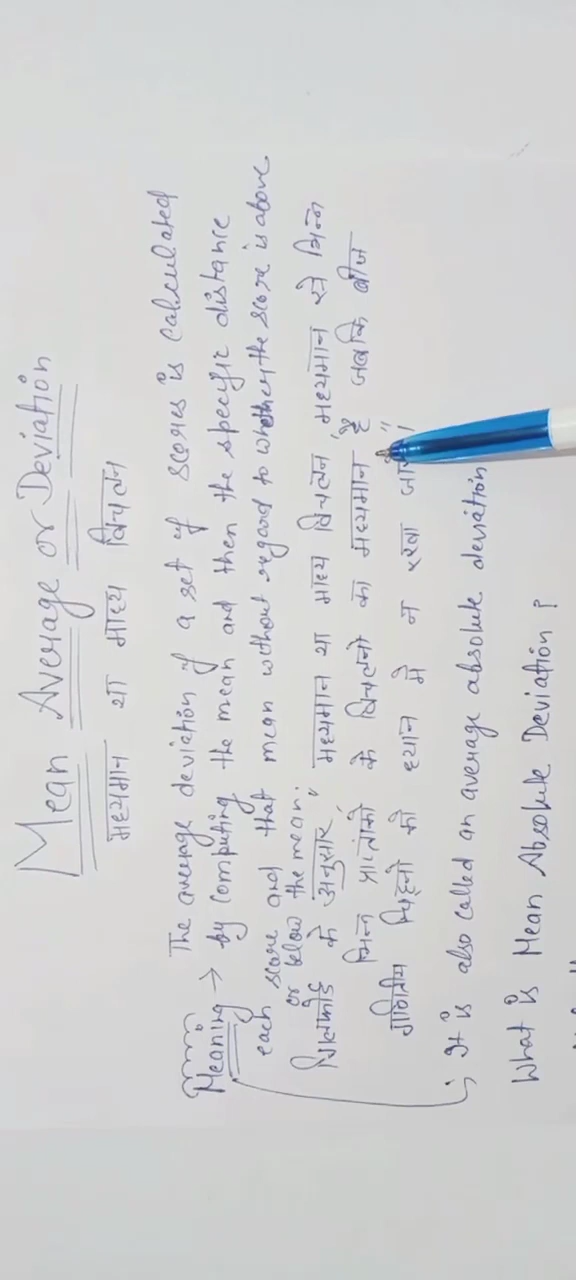 Mean Average or Deviation
मध्यमान या माध्य विचलन
Meaning → The average deviation of a set of scores is calculated
by computing the mean and then the specific distance
each score and that mean without regard to whether the score is above
or below the mean.
गिलफोर्ड के अनुसार, " मध्यमान या माध्य विचलन मध्यमान से भिन्न
भिन्न प्राप्तांकों के विचलनो का मध्यमान है जबकि बीज
गणितीय चिह्नो को ध्यान मे न रखा जाये।"
It is also called an average absolute deviation
What is Mean Absolute Deviation ?